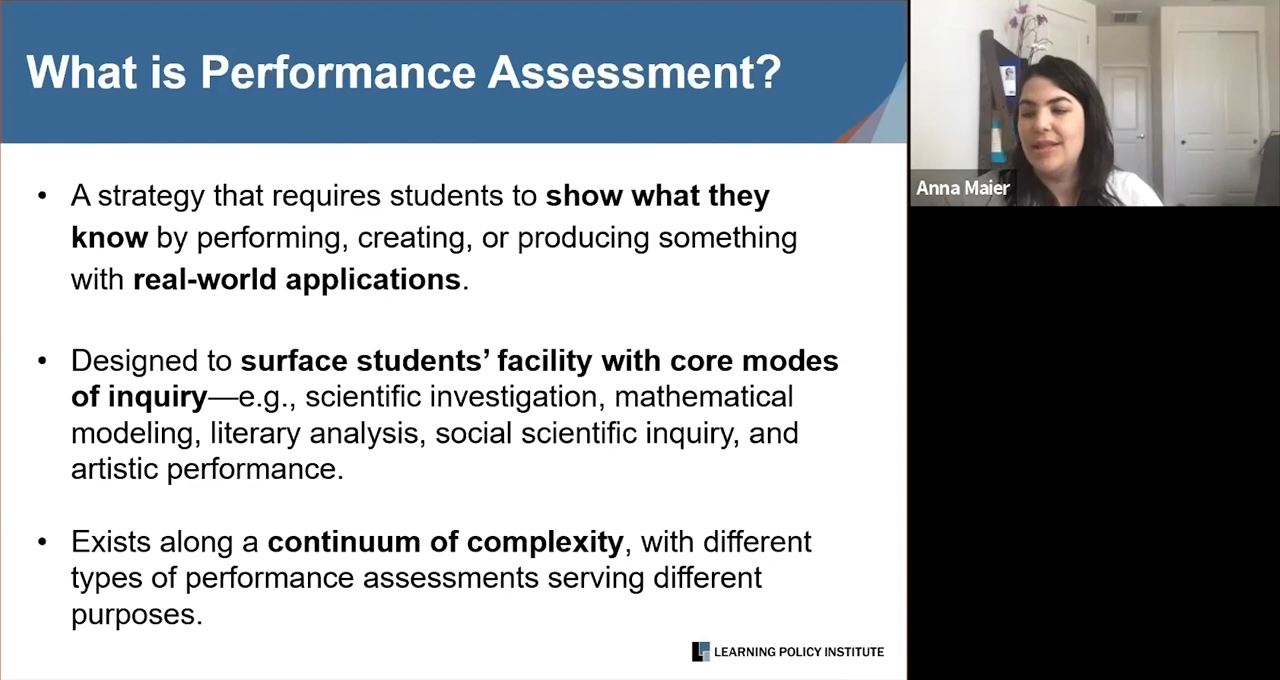 What is Performance Assessment?
• A strategy that requires students to show what they
know by performing, creating, or producing something
with real-world applications.
• Designed to surface students’ facility with core modes
of inquiry—e.g., scientific investigation, mathematical
modeling, literary analysis, social scientific inquiry, and
artistic performance.
• Exists along a continuum of complexity, with different
types of performance assessments serving different
purposes.
LEARNING POLICY INSTITUTE
Anna Maier